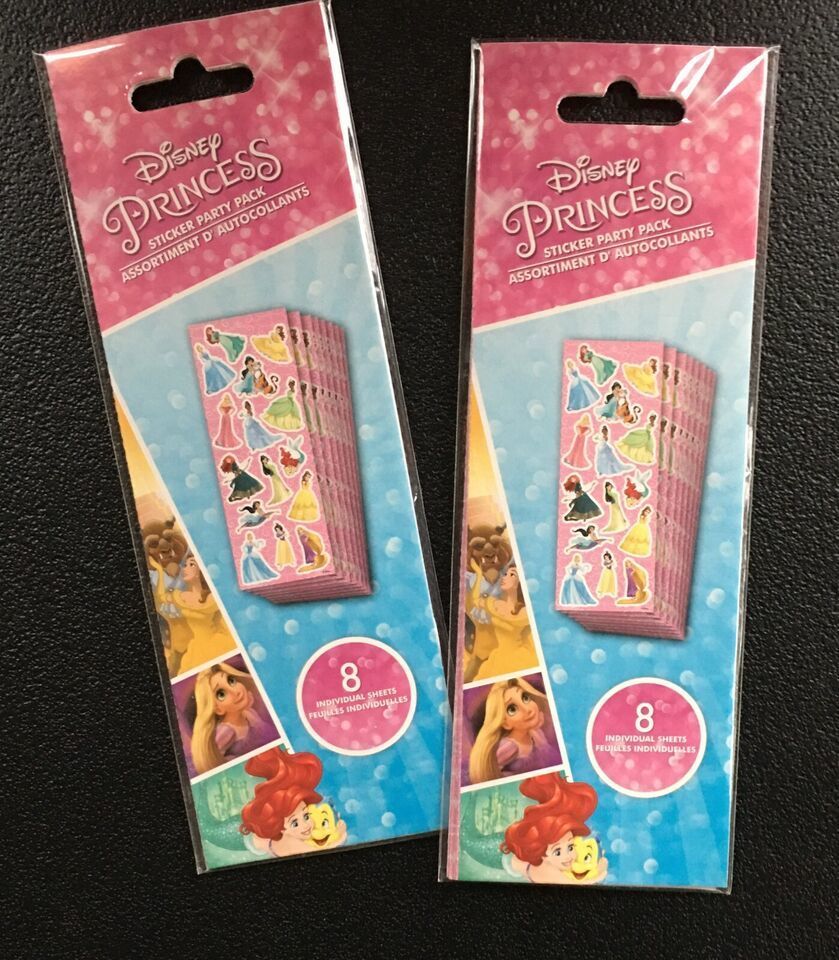 Disney
PRINCESS
STICKER PARTY PACK
ASSORTIMENT D' AUTOCOLLANTS
8
INDIVIDUAL SHEETS
FEUILLES INDIVIDUELLES
Disney
PRINCESS
STICKER PARTY PACK
ASSORTIMENT D' AUTOCOLLANTS
8
INDIVIDUAL SHEETS
FEUILLES INDIVIDUELLES